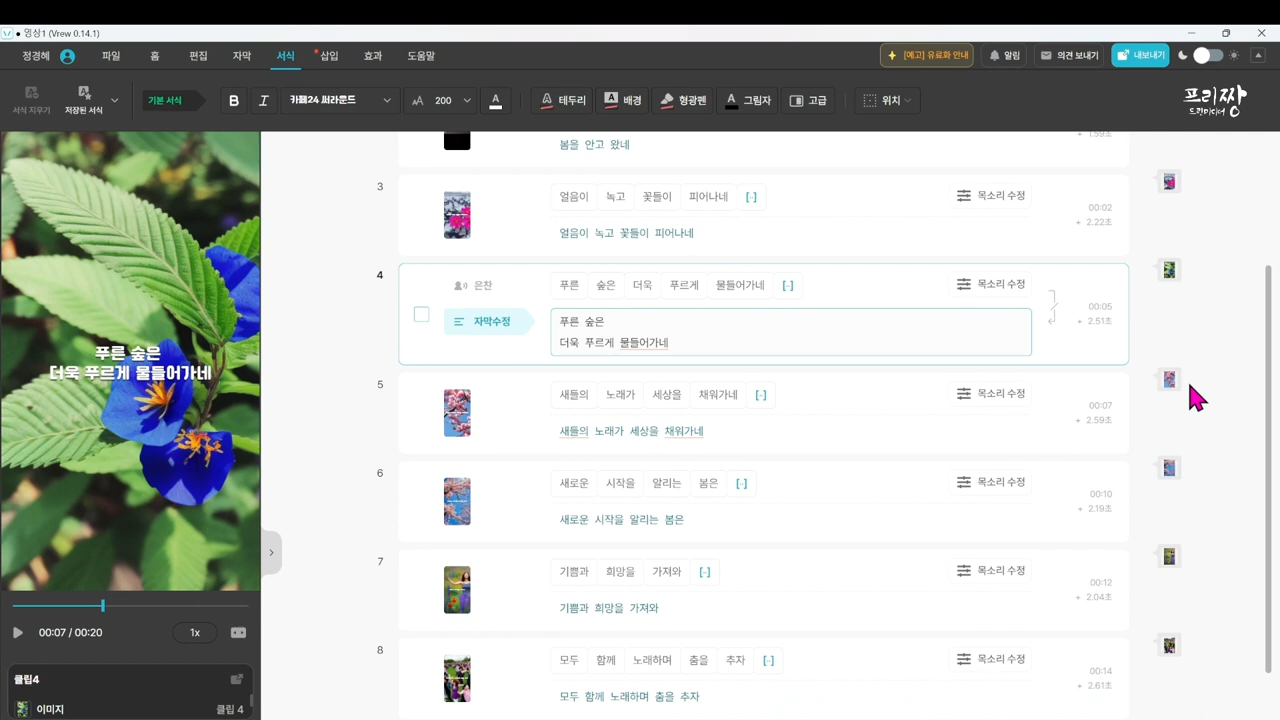 영상1 (Vrew 0.14.1)
정경혜 파일 홈 편집 자막 서식 삽입 효과 도움말 [예고] 유료화 안내 알림 의견 보내기 내보내기
서식 지우기 저장된 서식 기본 서식 B I 카페24 써라운드 200 A 테두리 배경 형광펜 그림자 고급 위치
프리짱
드란미디어
봄을 안고 왔네
+ 1.59초
3
얼음이 녹고 꽃들이 피어나네 [··] 목소리 수정
00:02
+ 2.22초
얼음이 녹고 꽃들이 피어나네
4
은찬 푸른 숲은 더욱 푸르게 물들어가네 [··] 목소리 수정
00:05
+ 2.51초
자막수정
푸른 숲은
더욱 푸르게 물들어가네
푸른 숲은
더욱 푸르게 물들어가네
5
새들의 노래가 세상을 채워가네 [··] 목소리 수정
00:07
+ 2.59초
새들의 노래가 세상을 채워가네
6
새로운 시작을 알리는 봄은 [··] 목소리 수정
00:10
+ 2.19초
새로운 시작을 알리는 봄은
7
기쁨과 희망을 가져와 [··] 목소리 수정
00:12
+ 2.04초
기쁨과 희망을 가져와
8
모두 함께 노래하며 춤을 추자 [··] 목소리 수정
00:14
+ 2.61초
모두 함께 노래하며 춤을 추자
00:07 / 00:20 1x
클립4
이미지 클립 4